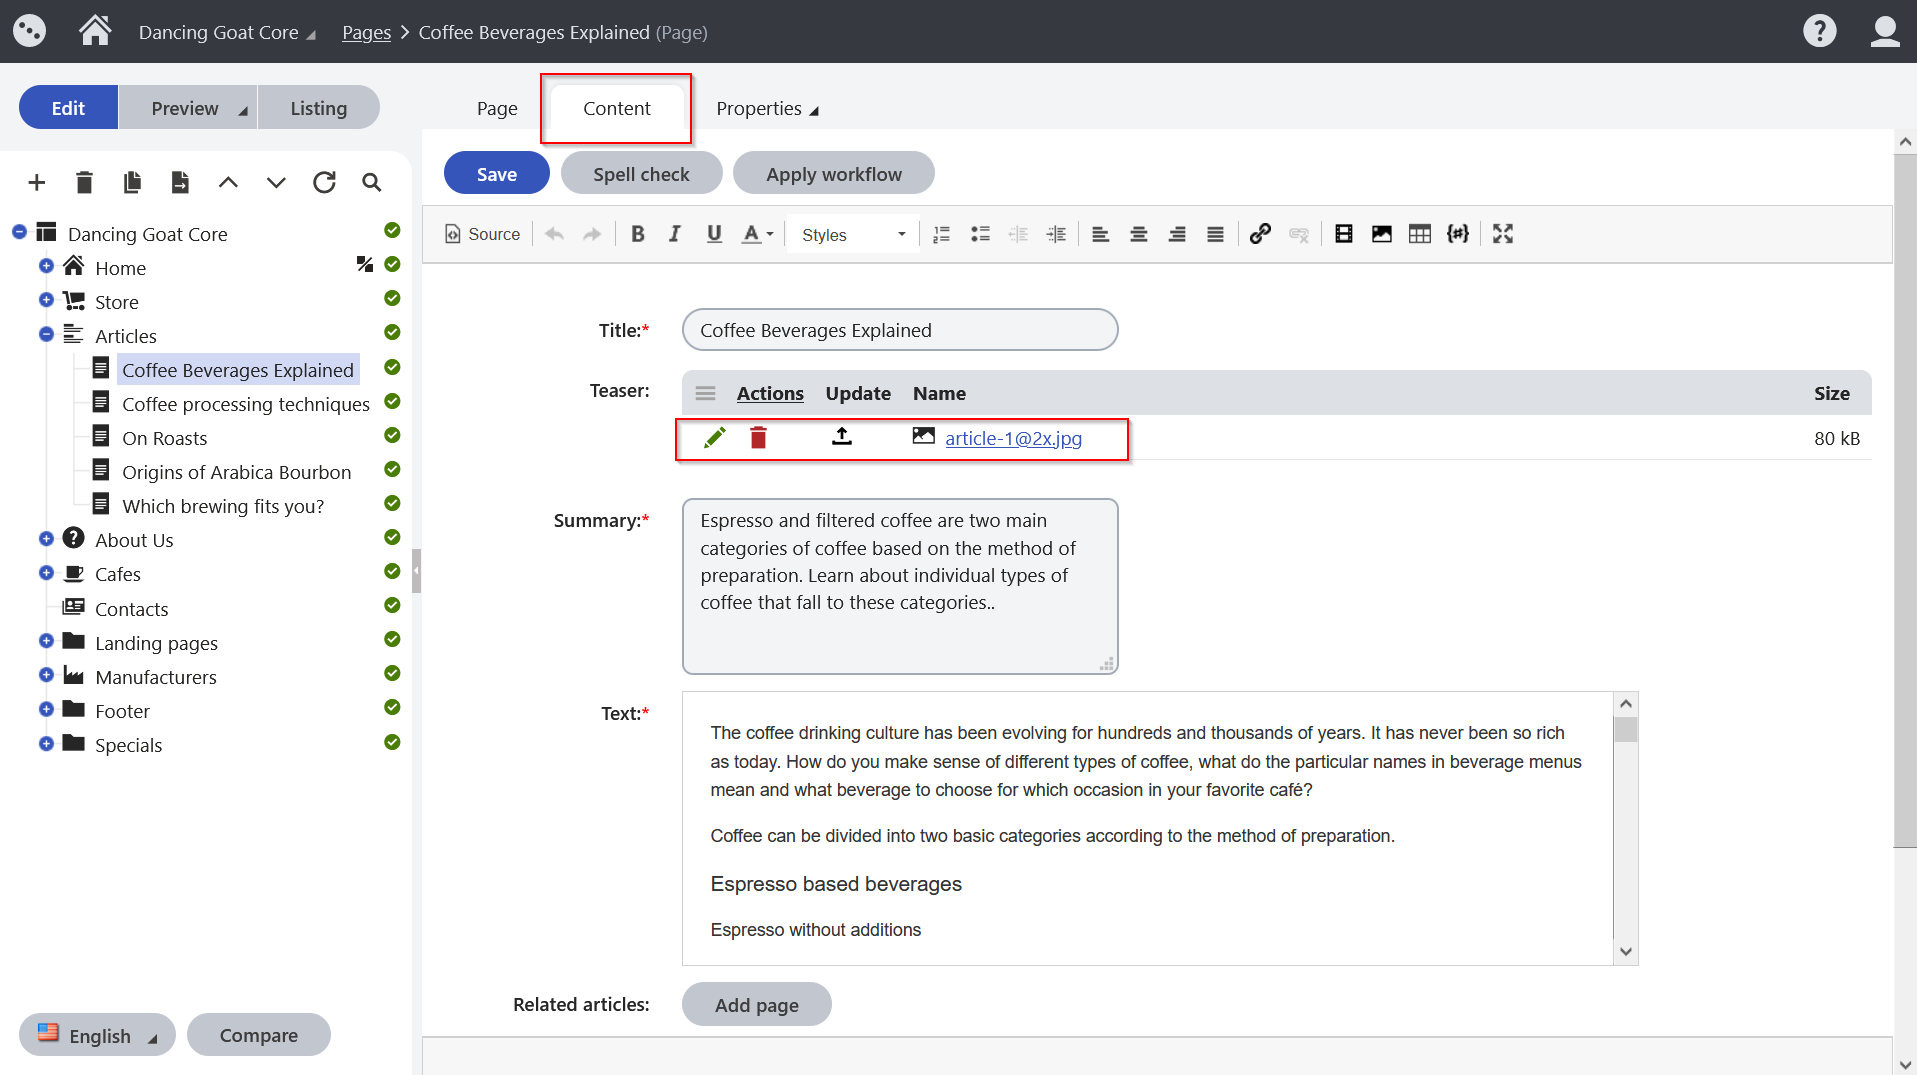 Dancing Goat Core Pages > Coffee Beverages Explained (Page)
Edit Preview Listing
Page Content Properties
Save Spell check Apply workflow
Source B I U A Styles {#}
Dancing Goat Core
Home
Store
Articles
Coffee Beverages Explained
Coffee processing techniques
On Roasts
Origins of Arabica Bourbon
Which brewing fits you?
About Us
Cafes
Contacts
Landing pages
Manufacturers
Footer
Specials
English Compare
Title:* Coffee Beverages Explained
Teaser: Actions Update Name Size
article-1@2x.jpg 80 kB
Summary:* Espresso and filtered coffee are two main
categories of coffee based on the method of
preparation. Learn about individual types of
coffee that fall to these categories..
Text:*
The coffee drinking culture has been evolving for hundreds and thousands of years. It has never been so rich
as today. How do you make sense of different types of coffee, what do the particular names in beverage menus
mean and what beverage to choose for which occasion in your favorite café?
Coffee can be divided into two basic categories according to the method of preparation.
Espresso based beverages
Espresso without additions
Related articles: Add page